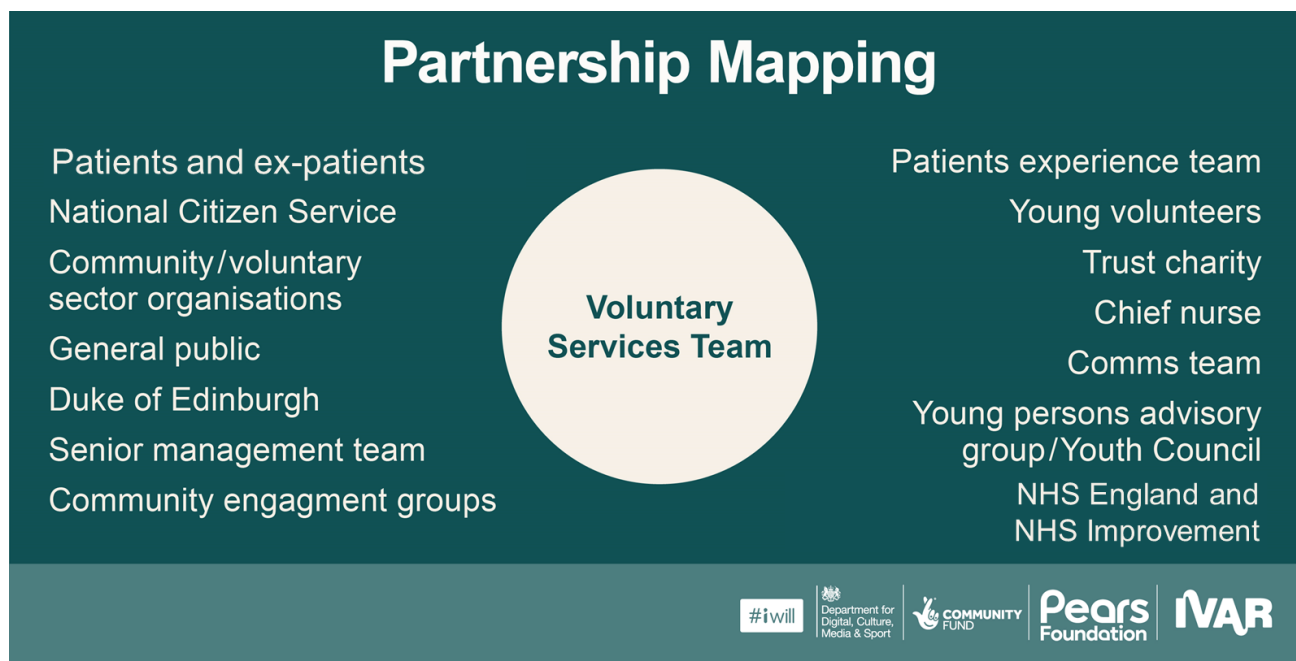 Partnership Mapping
Patients and ex-patients
National Citizen Service
Community/voluntary
sector organisations
General public
Duke of Edinburgh
Senior management team
Community engagment groups
Voluntary
Services Team
Patients experience team
Young volunteers
Trust charity
Chief nurse
Comms team
Young persons advisory
group/Youth Council
NHS England and
NHS Improvement
#iwill
Department for
Digital, Culture,
Media & Sport
COMMUNITY
FUND
Pears
Foundation
IVAR